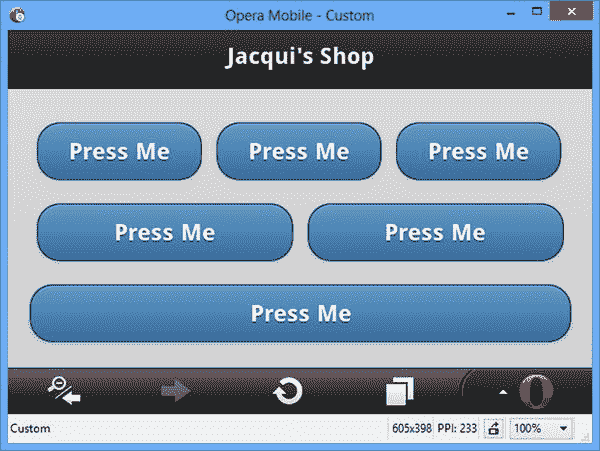 Opera Mobile - Custom
Jacqui's Shop
Press Me Press Me Press Me
Press Me Press Me
Press Me
Custom 605x398 PPI: 233 100%